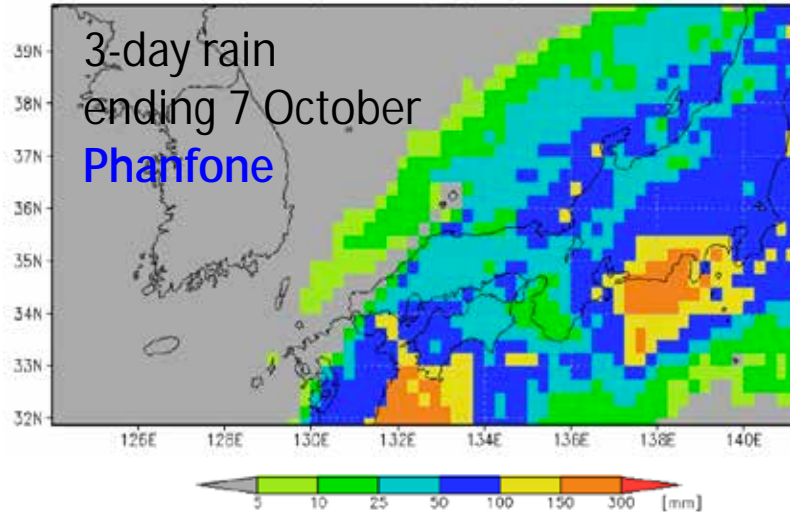 3-day rain
ending 7 October
Phanfone
39N
38N
37N
36N
35N
34N
33N
32N
126E 128E 130E 132E 134E 136E 138E 140E
5 10 25 50 100 150 300 [mm]